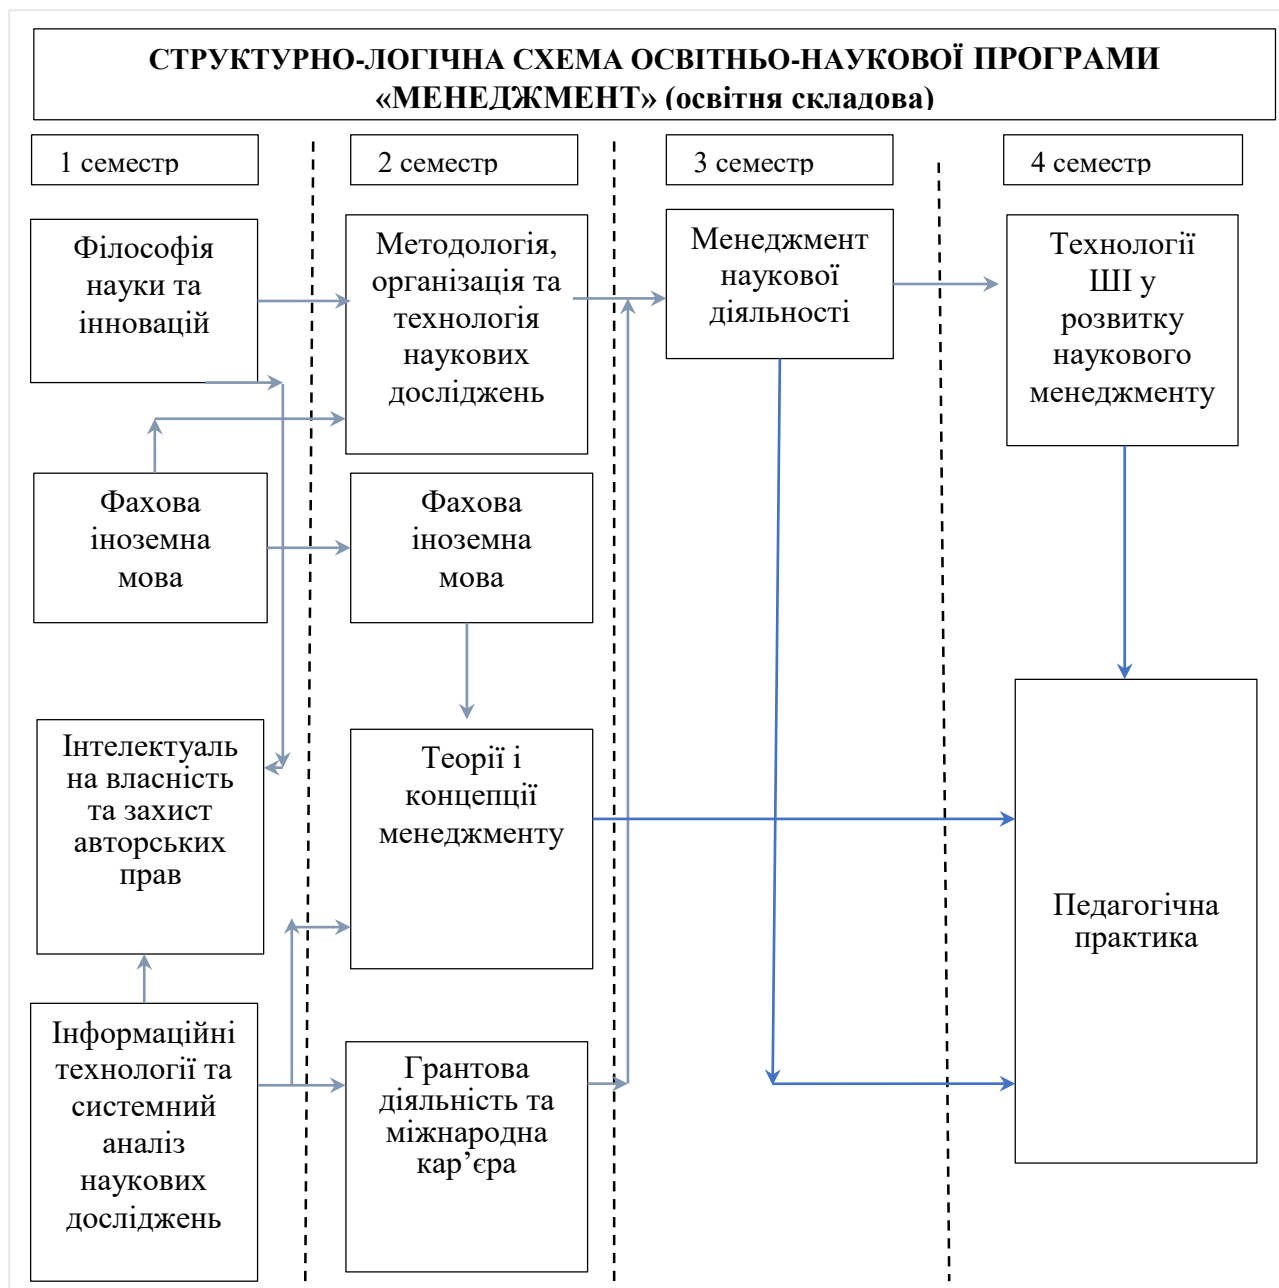 СТРУКТУРНО-ЛОГІЧНА СХЕМА ОСВІТНЬО-НАУКОВОЇ ПРОГРАМИ
«МЕНЕДЖМЕНТ» (освітня складова)
1 семестр
2 семестр
3 семестр
4 семестр
Філософія
науки та
інновацій
Методологія,
організація та
технологія
наукових
досліджень
Менеджмент
наукової
діяльності
Технології
ШІ у
розвитку
наукового
менеджменту
Фахова
іноземна
мова
Фахова
іноземна
мова
Інтелектуаль
на власність
та захист
авторських
прав
Теорії і
концепції
менеджменту
Педагогічна
практика
Інформаційні
технології та
системний
аналіз
наукових
досліджень
Грантова
діяльність та
міжнародна
кар’єра